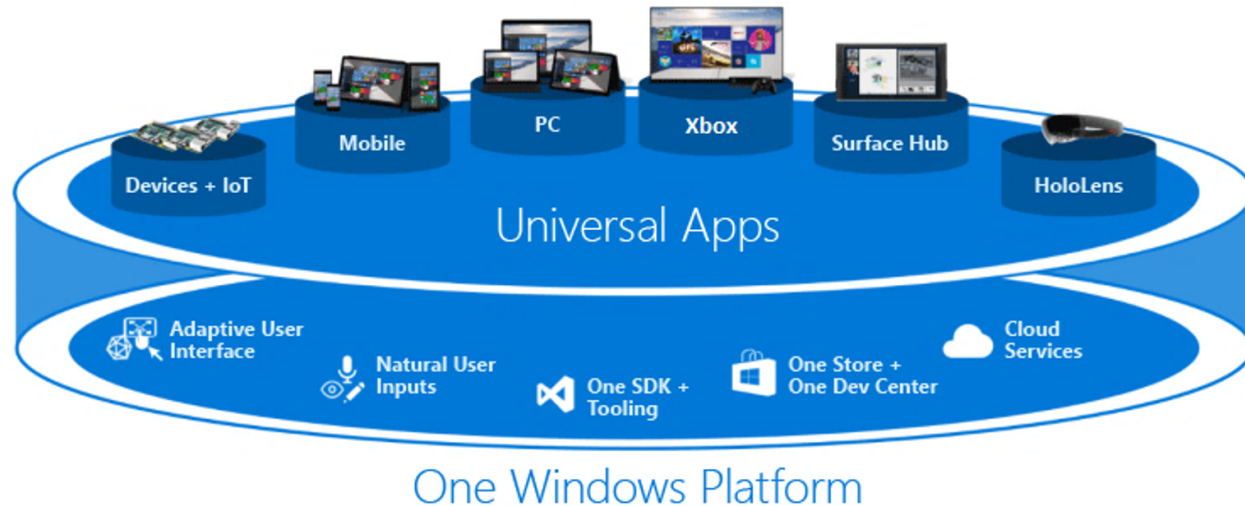 Devices + IoT
Mobile
PC
Xbox
Surface Hub
HoloLens
Universal Apps
Adaptive User
Interface
Natural User
Inputs
One SDK +
Tooling
One Store +
One Dev Center
Cloud
Services
One Windows Platform